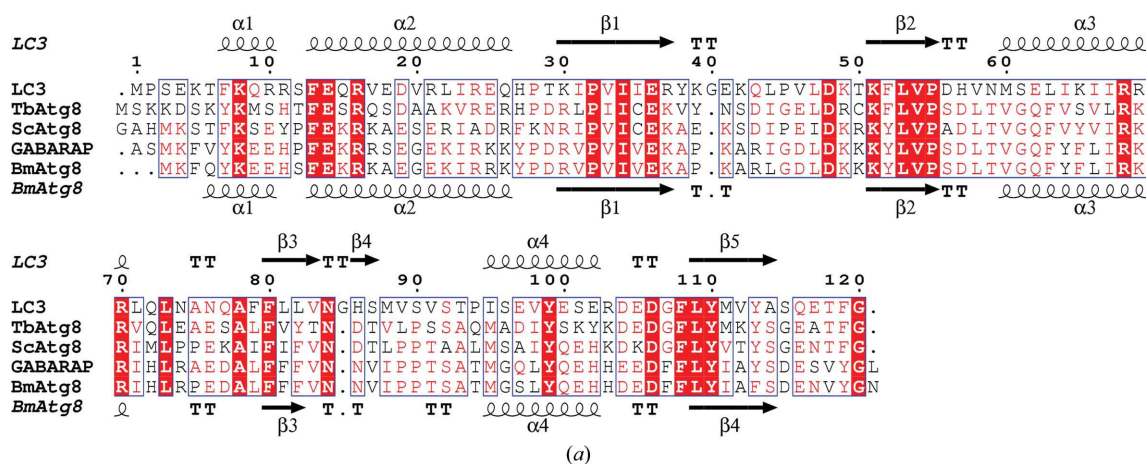 α1 α2 β1 β2 α3
LC3 TT TT
1 10 20 30 40 50 60
LC3 .MPSEKTFKQRRSFEQRVEDVRLIREQHPTKIPVIIERYKGEKQLPVLDKTKFLVPDHVNMSELIKIIRR
TbAtg8 MSKKDSKYKMSHTFESRQSDAAKIRERHPDRLPIICEKVY.NSDIGELDRCKFLVPSDLTVGQFVSVLRK
ScAtg8 GAHMKSTFKSEYPFEKRKAESERIADRFKNRIPVICEKAE.KSDIPEIDKRKYLVPADLTVGQFVYVIRK
GABARAP .ASMKFVYKEEHPFEKRRSEGEKIRKKYPDRVPVIVEKAP.KARIGDLDKKKYLVPSDLTVGQFYFLIRK
BmAtg8 ...MKFQYKEEHSFEKRKAEGEKIRRKYPDRVPVIVEKAP.KARLGDLDKKKYLVPSDLTVGQFYFLIRK
BmAtg8 T.T TT
α1 α2 β1 β2 α3
β3 β4 α4 β5
LC3 TT TT TT
70 80 90 100 110 120
LC3 RLQLNANQAFFLLVNGHSMVSVSTPISEVYESERDEDGFLYMVYASQETFG.
TbAtg8 RVQLEAESALFVYTN.DTVLPSSAQMADIYSKYKDEDGFLYMKYSGEATFG.
ScAtg8 RIMLPPEKAIFIFVN.DTLPPTAALMSAIYQEHKDKDGFLYVTYSGENTFG.
GABARAP RIHLRAEDALFFFVN.NVIPPTSATMGQLYQEHHEEDFFLYIAYSDESVYGL
BmAtg8 RIHLRPEDALFFFVN.NVIPPTSATMGSLYQEHHDEDFFLYIAFSDENVYGN
BmAtg8 TT T.T TT TT
β3 α4 β4
(a)